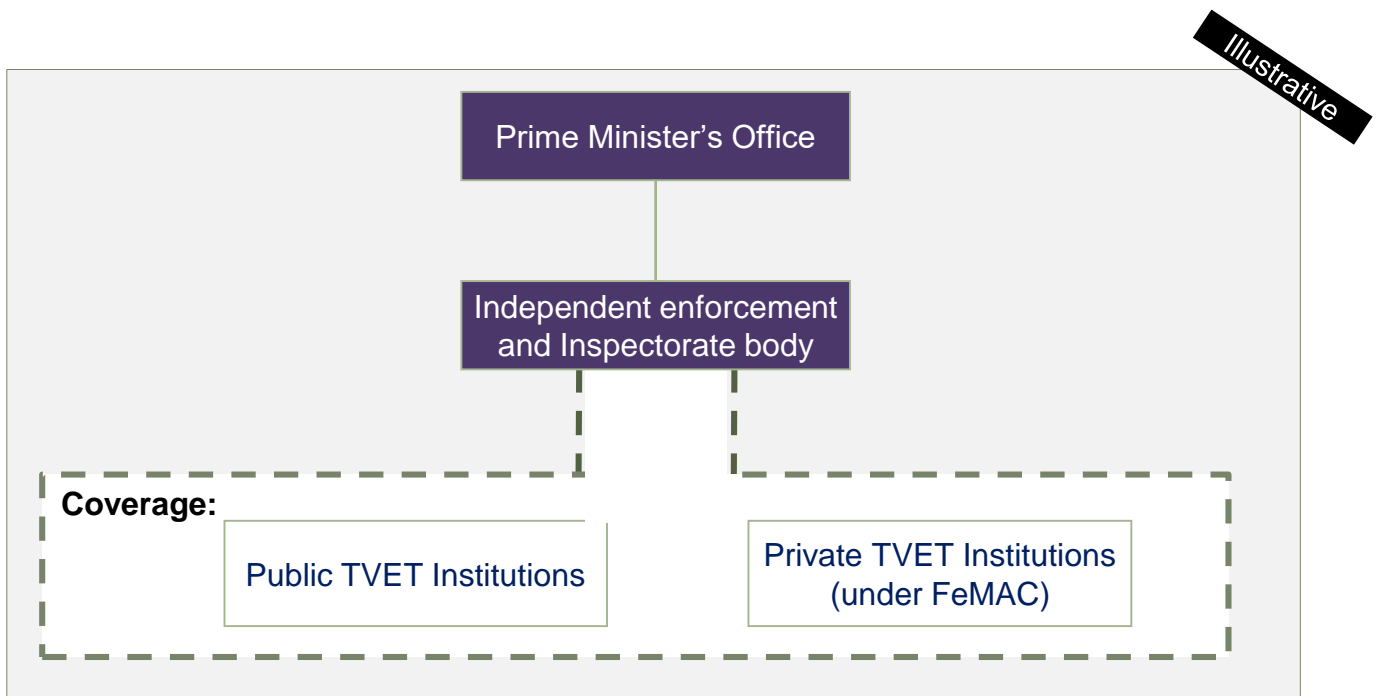 Illustrative
Prime Minister’s Office
Independent enforcement
and Inspectorate body
Coverage:
Public TVET Institutions
Private TVET Institutions
(under FeMAC)